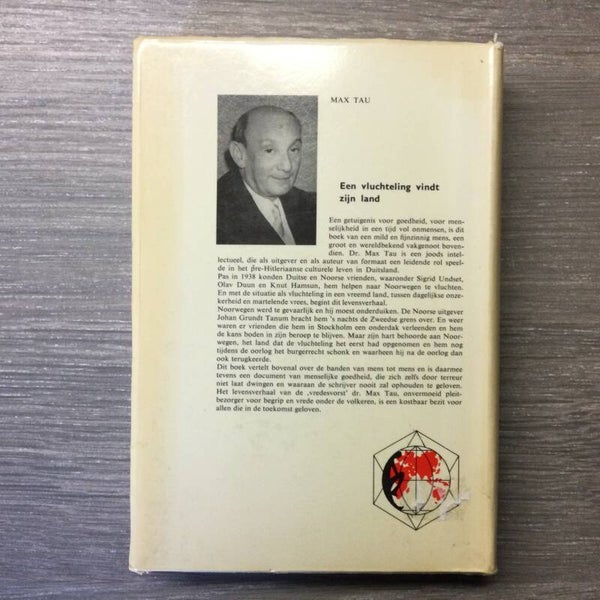 MAX TAU
Een vluchteling vindt
zijn land
Een getuigenis voor goedheid, voor men-
selijkheid in een tijd vol onmensen, is dit
boek van een mild en fijnzinnig mens, een
groot en wereldbekend vakgenoot boven-
dien. Dr. Max Tau is een joods intel-
lectueel, die als uitgever en als auteur van formaat een leidende rol speel-
de in het pre-Hitleriaanse culturele leven in Duitsland.
Pas in 1938 konden Duitse en Noorse vrienden, waaronder Sigrid Undset,
Olav Duun en Knut Hamsun, hem helpen naar Noorwegen te vluchten.
En met de situatie als vluchteling in een vreemd land, tussen dagelijkse onze-
kerheid en martelende vrees, begint dit levensverhaal.
Noorwegen werd te gevaarlijk en hij moest onderduiken. De Noorse uitgever
Johan Grundt Tanum bracht hem 's nachts de Zweedse grens over. En weer
waren er vrienden die hem in Stockholm een onderdak verleenden en hem
de kans boden in zijn beroep te blijven. Maar zijn hart behoorde aan Noor-
wegen, het land dat de vluchteling het eerst had opgenomen en hem nog
tijdens de oorlog het burgerrecht schonk en waarheen hij na de oorlog dan
ook terugkeerde.
Dit boek vertelt bovenal over de banden van mens tot mens en is daarmee
tevens een document van menselijke goedheid, die zich zelfs door terreur
niet laat dwingen en waaraan de schrijver nooit zal ophouden te geloven.
Het levensverhaal van de ‚vredesvorst’ dr. Max Tau, onvermoeid pleit-
bezorger voor begrip en vrede onder de volkeren, is een kostbaar bezit voor
allen die in de toekomst geloven.